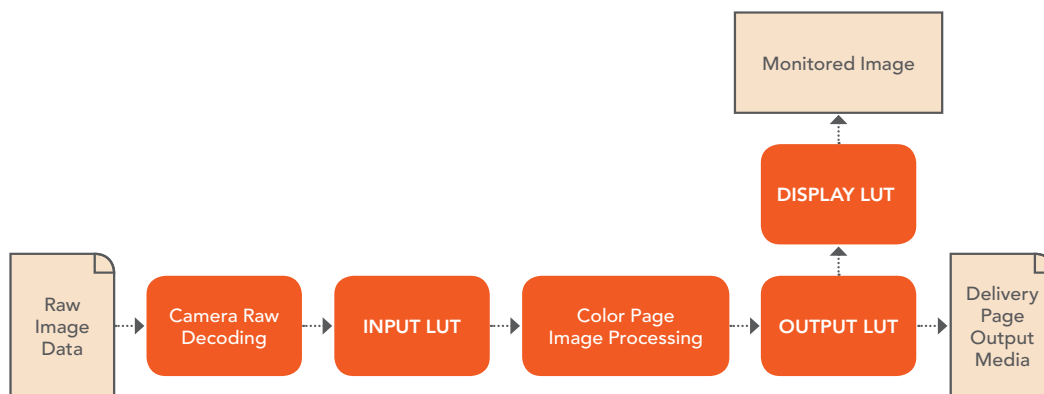 Monitored Image
DISPLAY LUT
Raw
Image
Data
Camera Raw
Decoding
INPUT LUT
Color Page
Image Processing
OUTPUT LUT
Delivery
Page
Output
Media